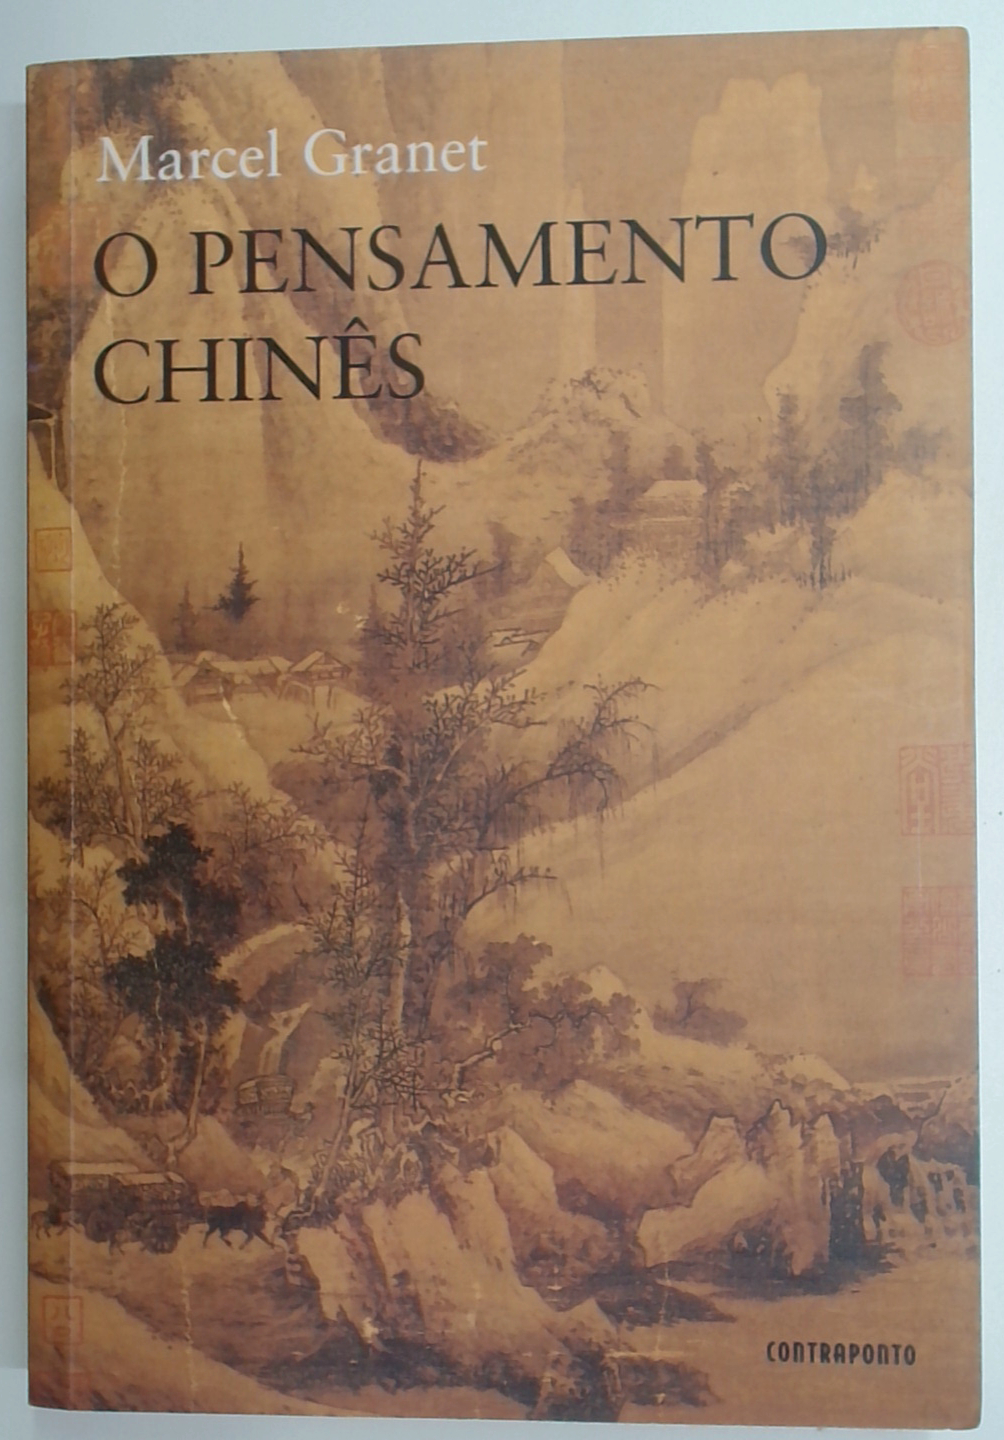 Marcel Granet
O PENSAMENTO
CHINÊS
CONTRAPONTO